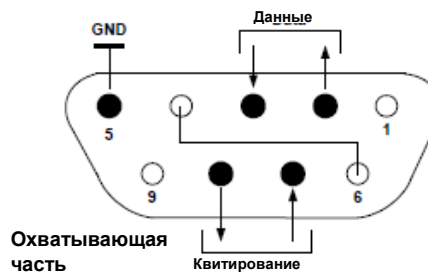 Данные
GND
5
1
9
6
Охватывающая
часть
Квитирование